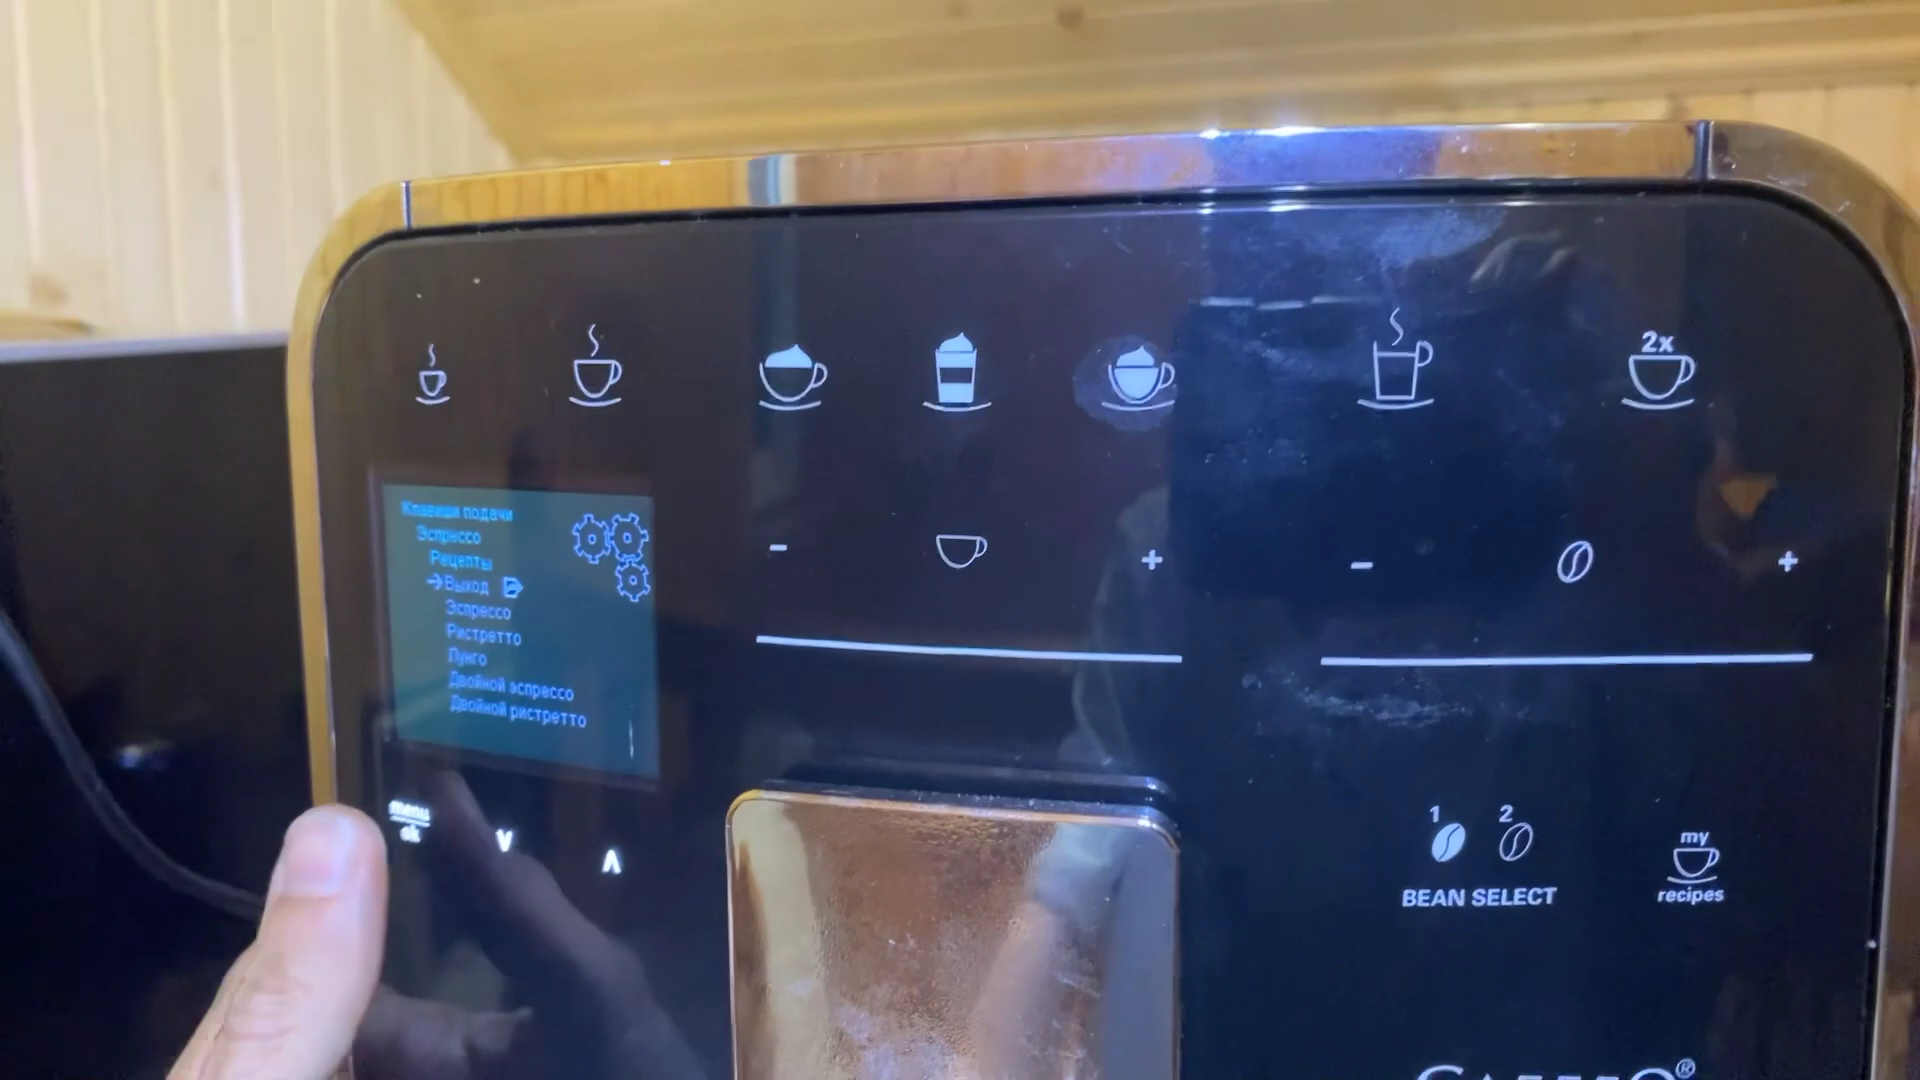 2x
Клавиши подачи
Эспрессо
Рецепты
→Выход
Эспрессо
Ристретто
Лунго
Двойной эспрессо
Двойной ристретто
- +
- +
menu
ok
1 2
BEAN SELECT
my
recipes